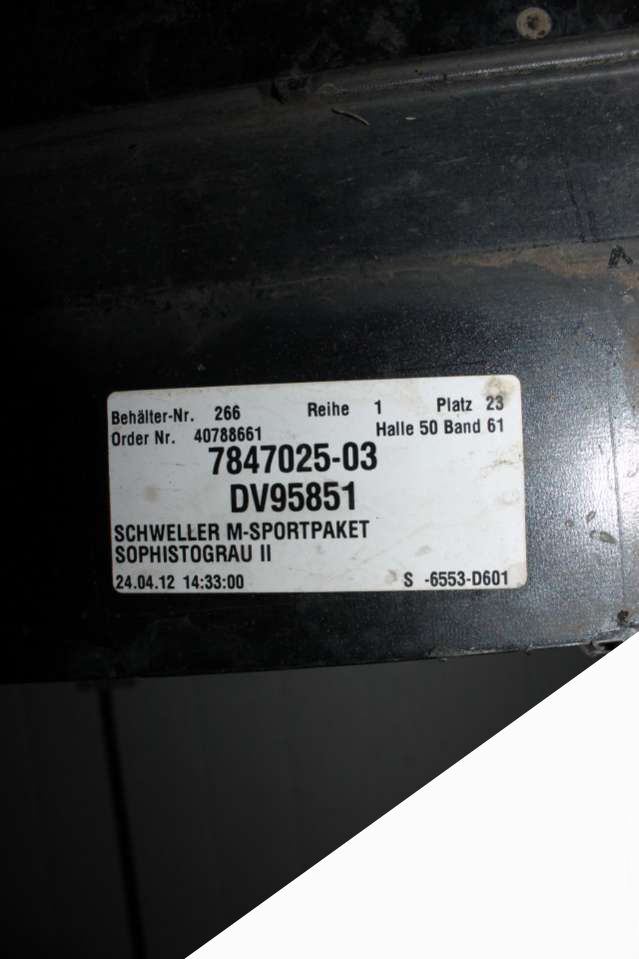 Behälter-Nr. 266 Reihe 1 Platz 23
Order Nr. 40788661 Halle 50 Band 61
7847025-03
DV95851
SCHWELLER M-SPORTPAKET
SOPHISTOGRAU II
24.04.12 14:33:00 S -6553-D601